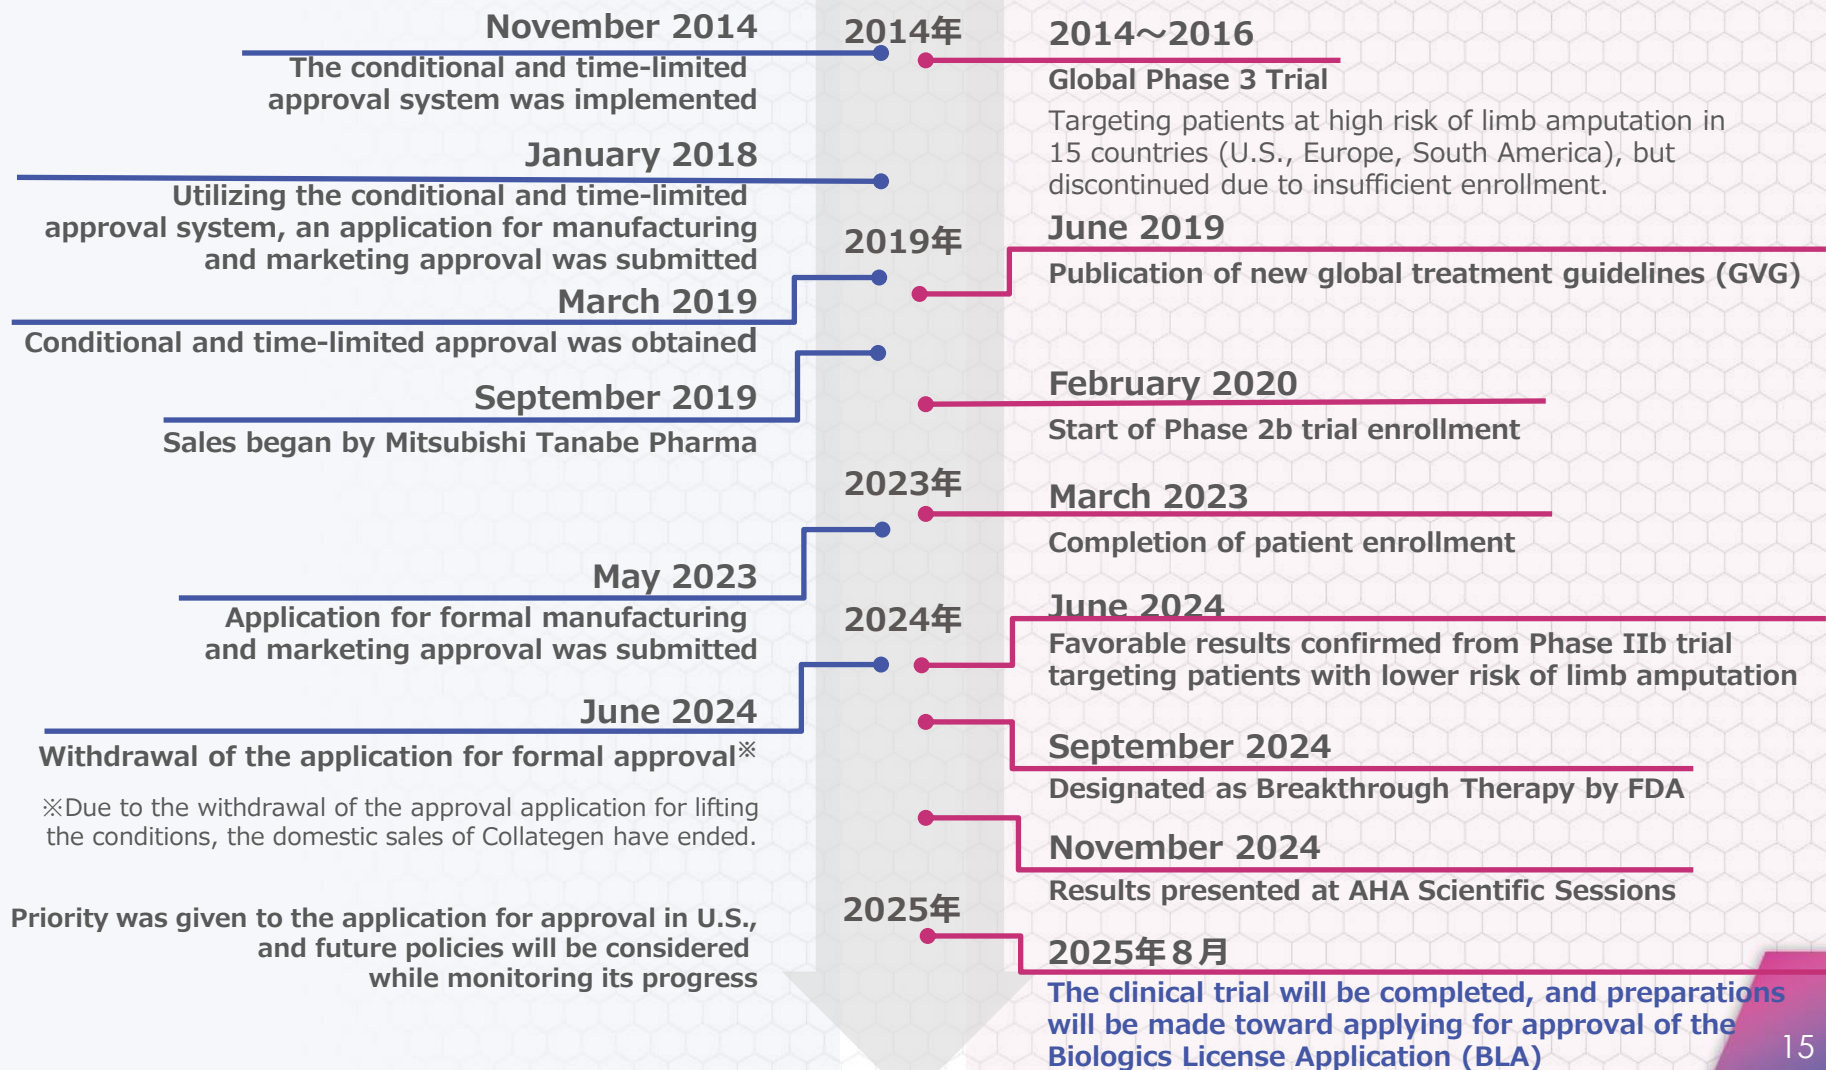 November 2014
The conditional and time-limited
approval system was implemented
January 2018
Utilizing the conditional and time-limited
approval system, an application for manufacturing
and marketing approval was submitted
March 2019
Conditional and time-limited approval was obtained
September 2019
Sales began by Mitsubishi Tanabe Pharma
May 2023
Application for formal manufacturing
and marketing approval was submitted
June 2024
Withdrawal of the application for formal approval※
※Due to the withdrawal of the approval application for lifting
the conditions, the domestic sales of Collategen have ended.
Priority was given to the application for approval in U.S.,
and future policies will be considered
while monitoring its progress
2014年
2019年
2023年
2024年
2025年
2014～2016
Global Phase 3 Trial
Targeting patients at high risk of limb amputation in
15 countries (U.S., Europe, South America), but
discontinued due to insufficient enrollment.
June 2019
Publication of new global treatment guidelines (GVG)
February 2020
Start of Phase 2b trial enrollment
March 2023
Completion of patient enrollment
June 2024
Favorable results confirmed from Phase IIb trial
targeting patients with lower risk of limb amputation
September 2024
Designated as Breakthrough Therapy by FDA
November 2024
Results presented at AHA Scientific Sessions
2025年８月
The clinical trial will be completed, and preparations
will be made toward applying for approval of the
Biologics License Application (BLA)
15